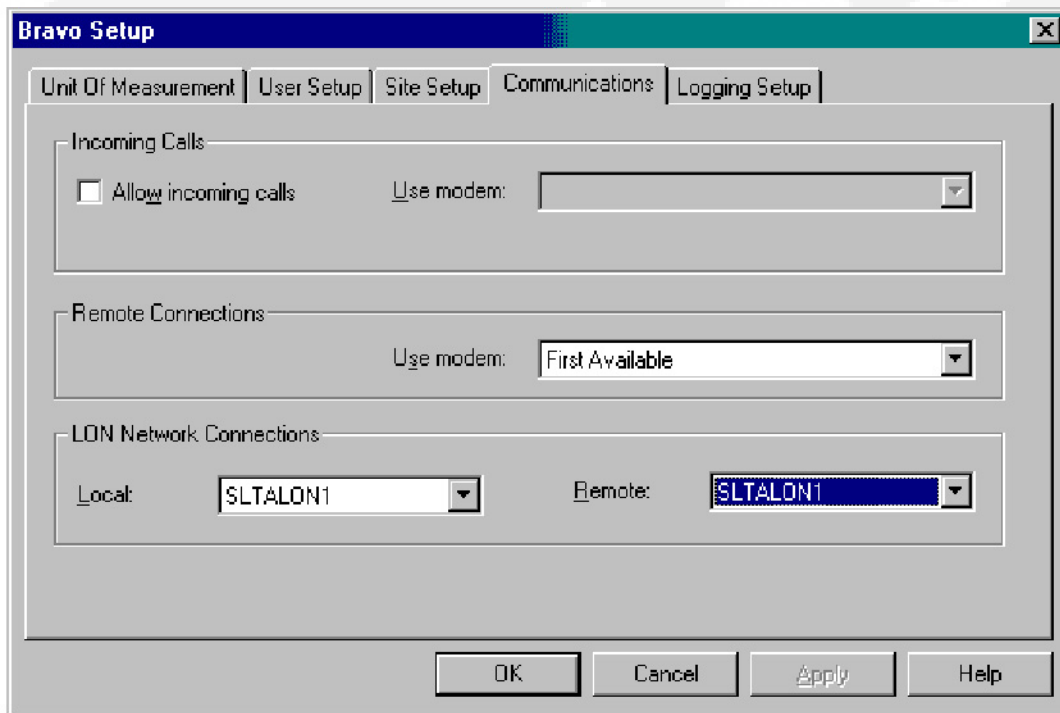 Bravo Setup
Unit Of Measurement User Setup Site Setup Communications Logging Setup
Incoming Calls
Allow incoming calls Use modem:
Remote Connections
Use modem: First Available
LON Network Connections
Local: SLTALON1 Remote: SLTALON1
OK Cancel Apply Help